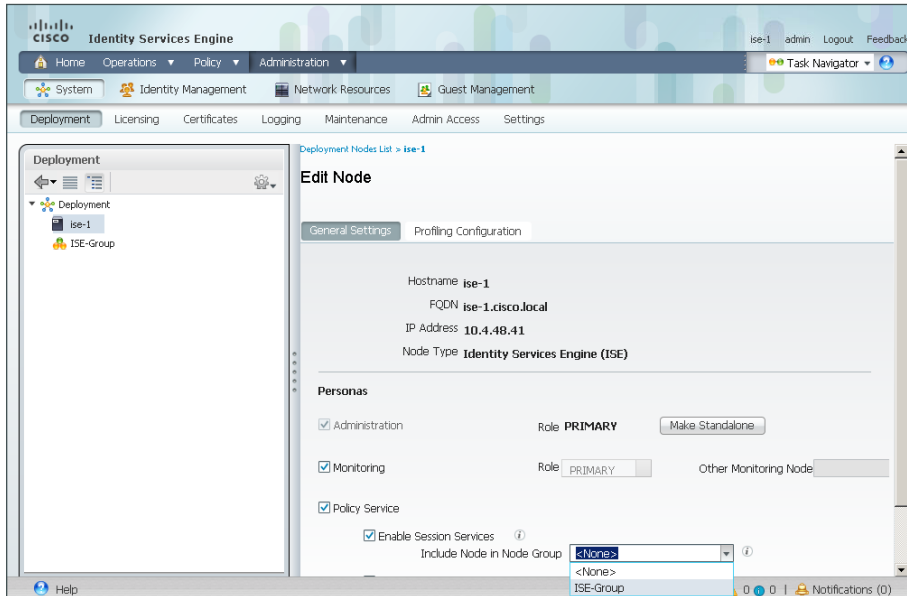 CISCO Identity Services Engine
ise-1 admin Logout Feedback
Home Operations Policy Administration
Task Navigator
System Identity Management Network Resources Guest Management
Deployment Licensing Certificates Logging Maintenance Admin Access Settings
Deployment
Deployment
ise-1
ISE-Group
Deployment Nodes List > ise-1
Edit Node
General Settings Profiling Configuration
Hostname ise-1
FQDN ise-1.cisco.local
IP Address 10.4.48.41
Node Type Identity Services Engine (ISE)
Personas
Administration Role PRIMARY Make Standalone
Monitoring Role PRIMARY Other Monitoring Node
Policy Service
Enable Session Services i
Include Node in Node Group <None> i
<None>
ISE-Group
Help
0 0 | Notifications (0)